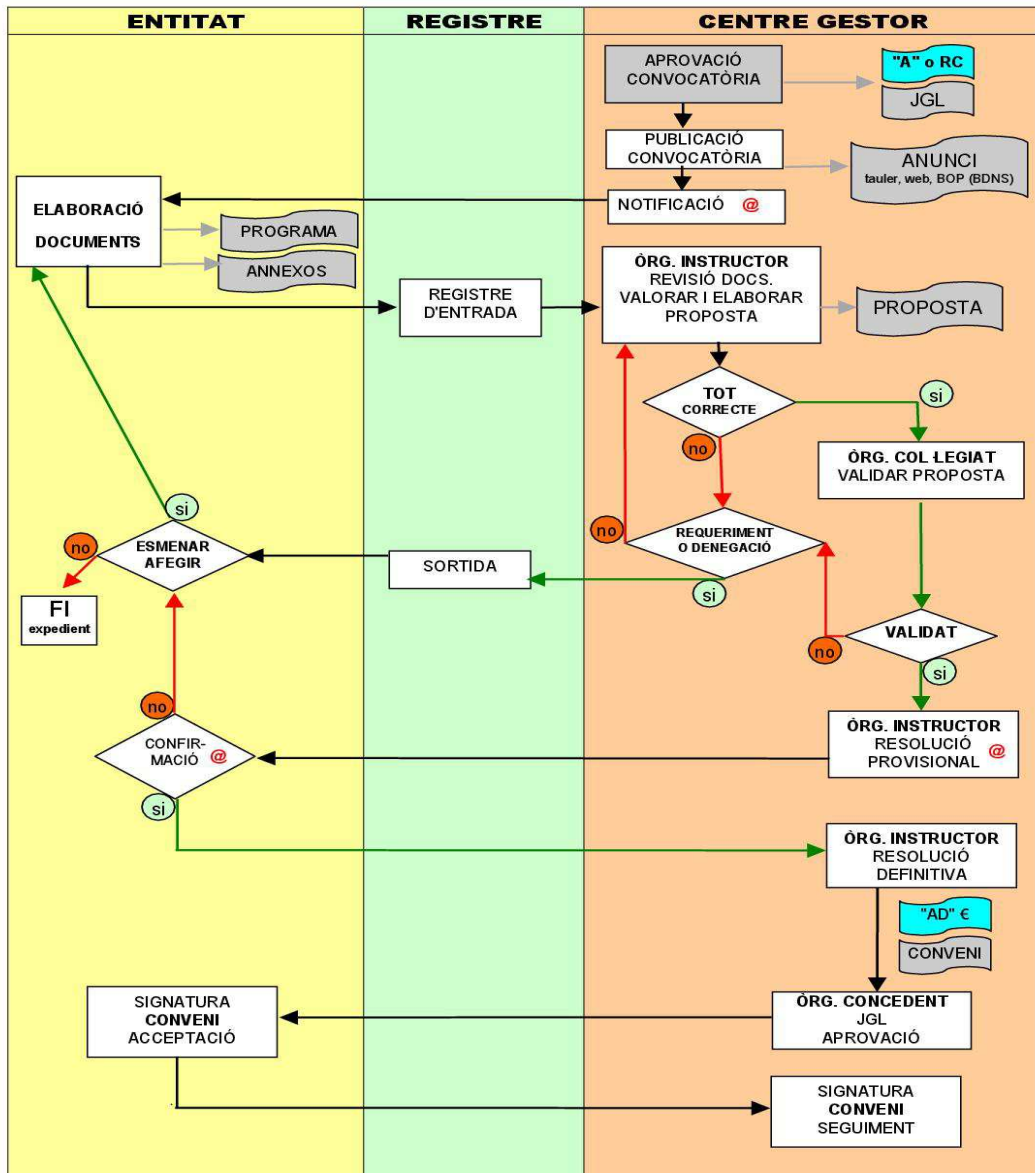 ENTITAT
REGISTRE
CENTRE GESTOR
APROVACIÓ
CONVOCATÒRIA
"A" o RC
JGL
PUBLICACIÓ
CONVOCATÒRIA
ANUNCI
tauler, web, BOP (BDNS)
NOTIFICACIÓ @
ELABORACIÓ
DOCUMENTS
PROGRAMA
ANNEXOS
REGISTRE
D'ENTRADA
ÒRG. INSTRUCTOR
REVISIÓ DOCS.
VALORAR I ELABORAR
PROPOSTA
PROPOSTA
TOT
CORRECTE
si
no
ÒRG. COL·LEGIAT
VALIDAR PROPOSTA
REQUERIMENT
O DENEGACIÓ
no
si
SORTIDA
si
ESMENAR
AFEGIR
no
FI
expedient
VALIDAT
no
si
ÒRG. INSTRUCTOR
RESOLUCIÓ
PROVISIONAL @
no
CONFIR-
MACIÓ @
si
ÒRG. INSTRUCTOR
RESOLUCIÓ
DEFINITIVA
"AD" €
CONVENI
ÒRG. CONCEDENT
JGL
APROVACIÓ
SIGNATURA
CONVENI
ACCEPTACIÓ
SIGNATURA
CONVENI
SEGUIMENT